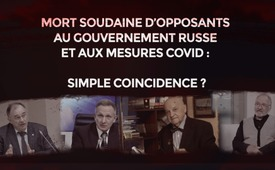 MORT SOUDAINE D'OPPOSANTS
AU GOUVERNEMENT RUSSE
ET AUX MESURES COVID :
SIMPLE COINCIDENCE ?